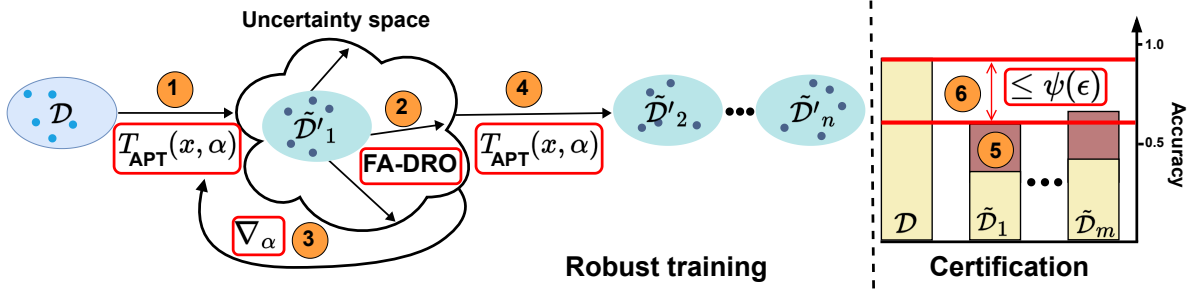 Uncertainty space
1
2
4
6
1.0
𝒟
𝒟̃'₁
𝒟̃'₂
𝒟̃'ₙ
≤ ψ(ϵ)
T_APT(x, α)
FA-DRO
T_APT(x, α)
5
0.5
Accuracy
∇_α
3
𝒟
𝒟̃₁
𝒟̃ₘ
Robust training
Certification